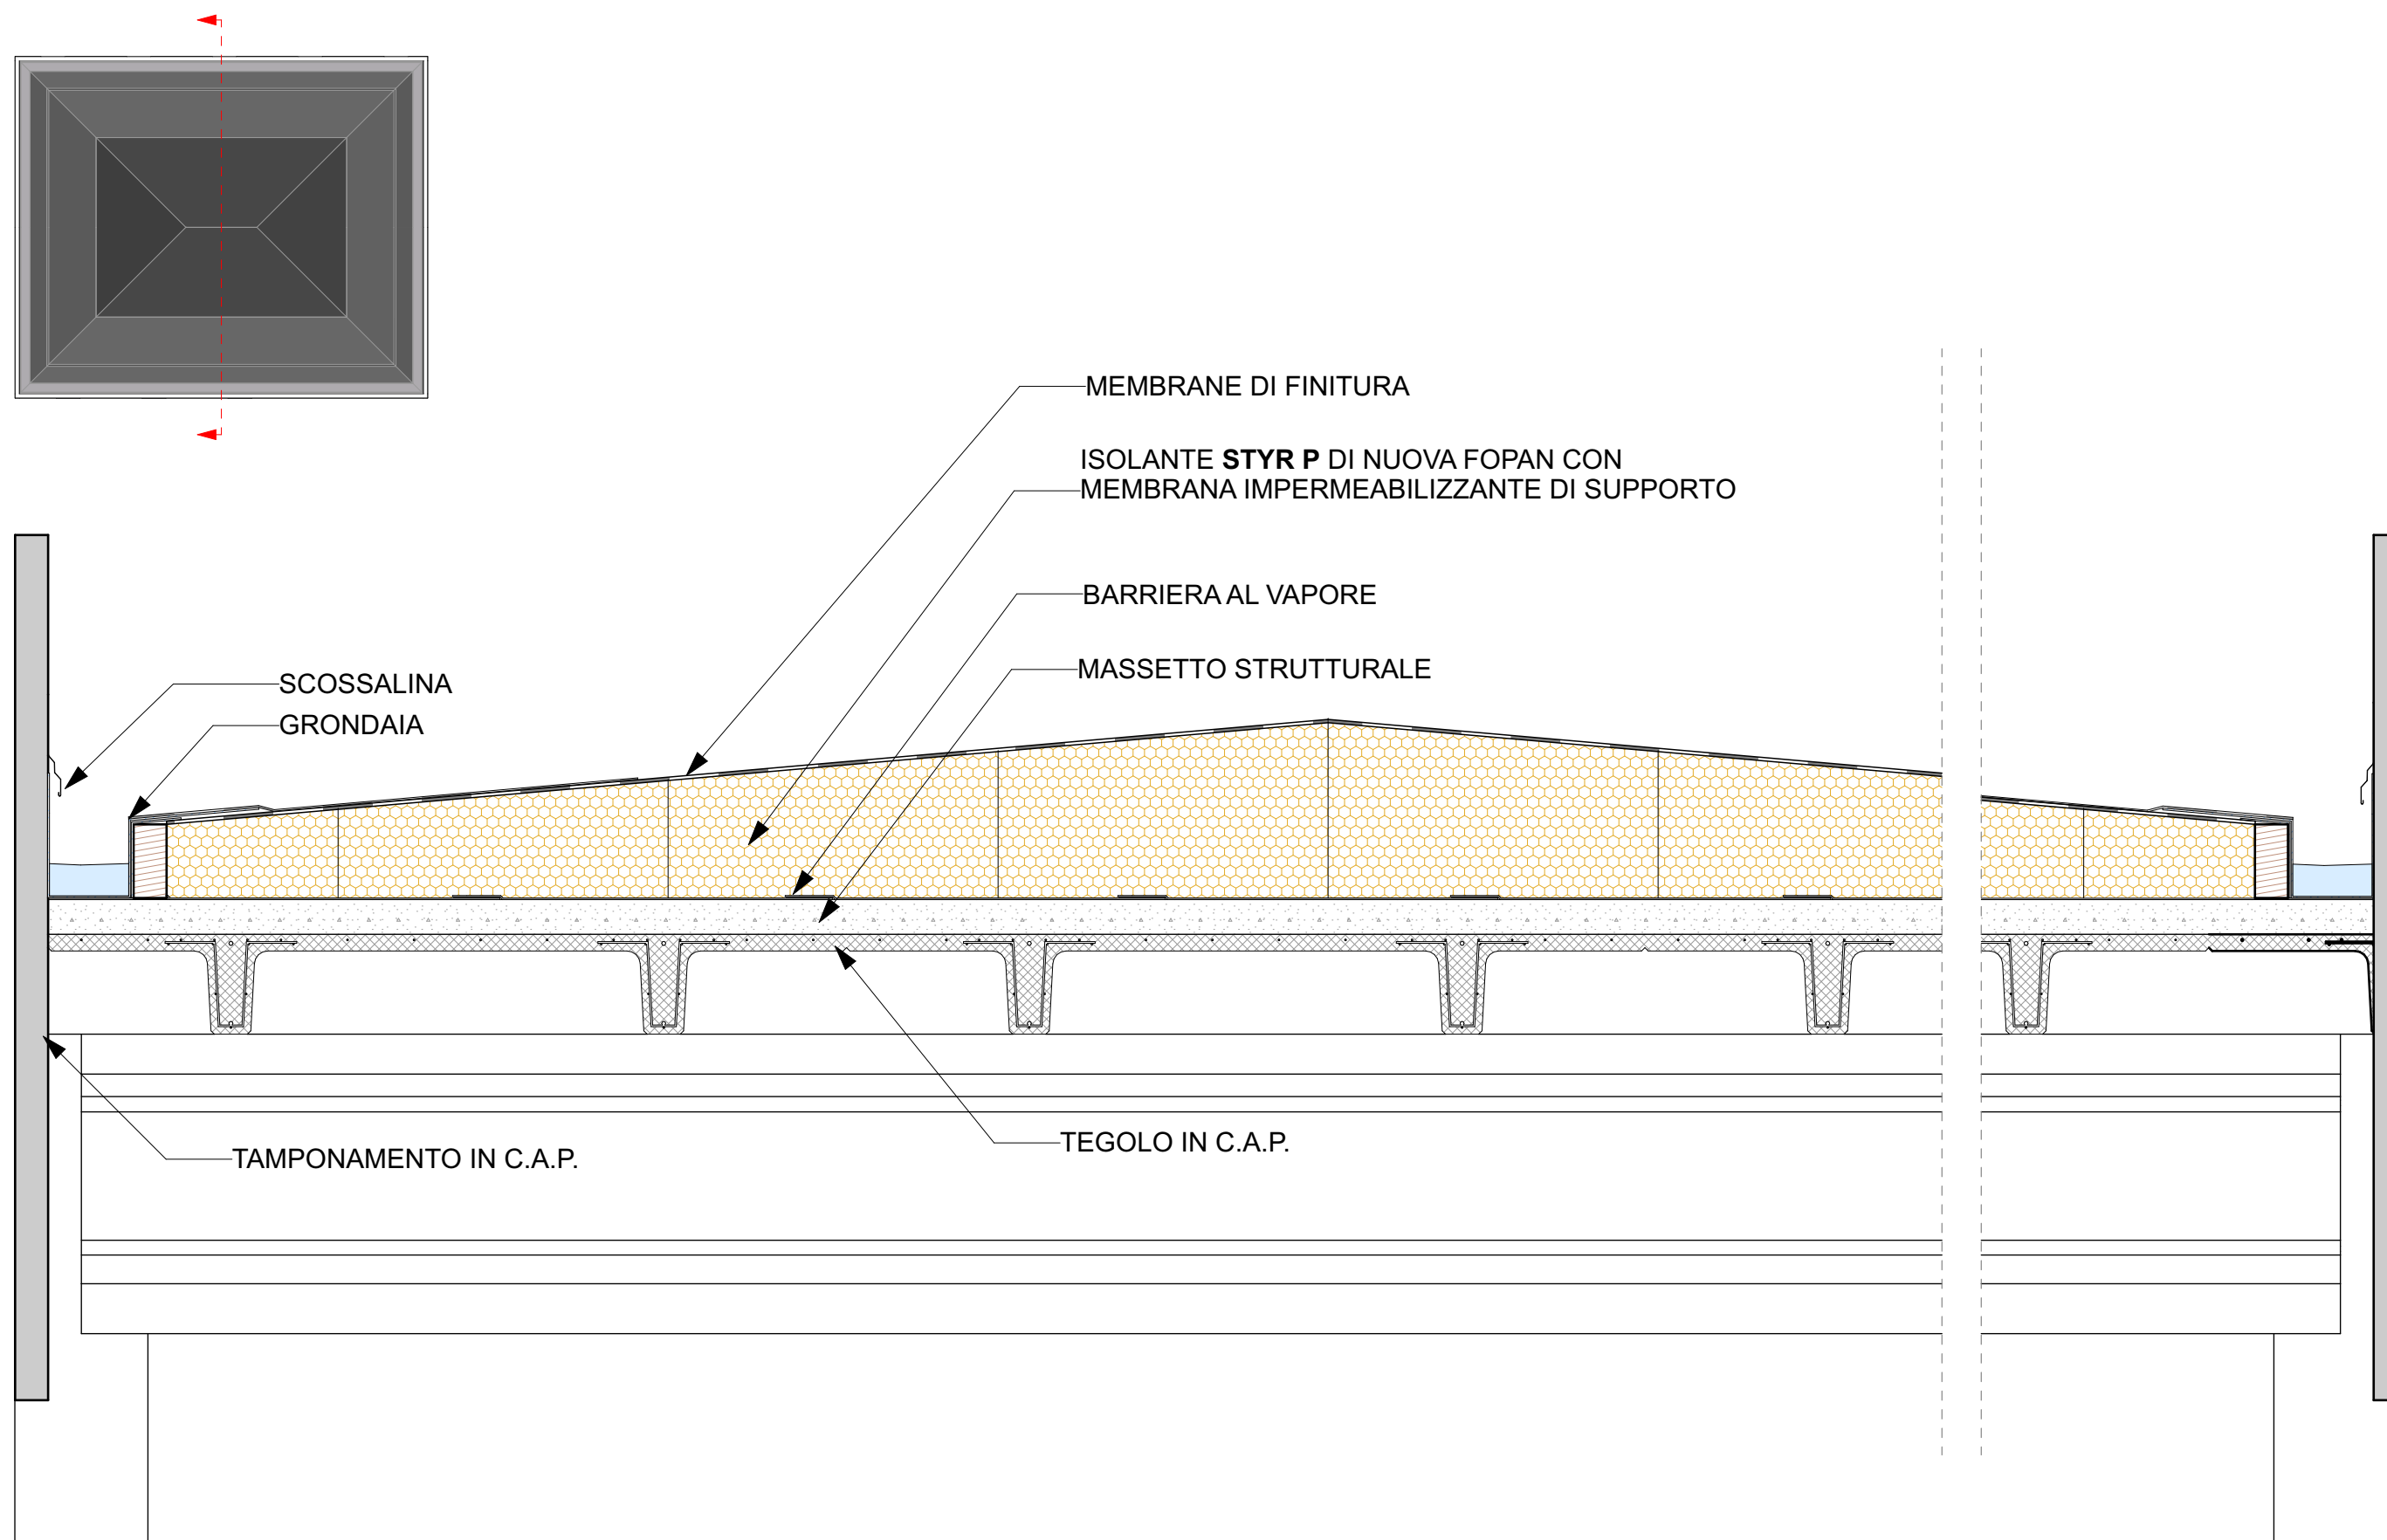 MEMBRANE DI FINITURA
ISOLANTE STYR P DI NUOVA FOPAN CON
MEMBRANA IMPERMEABILIZZANTE DI SUPPORTO
BARRIERA AL VAPORE
MASSETTO STRUTTURALE
SCOSSALINA
GRONDAIA
TEGOLO IN C.A.P.
TAMPONAMENTO IN C.A.P.